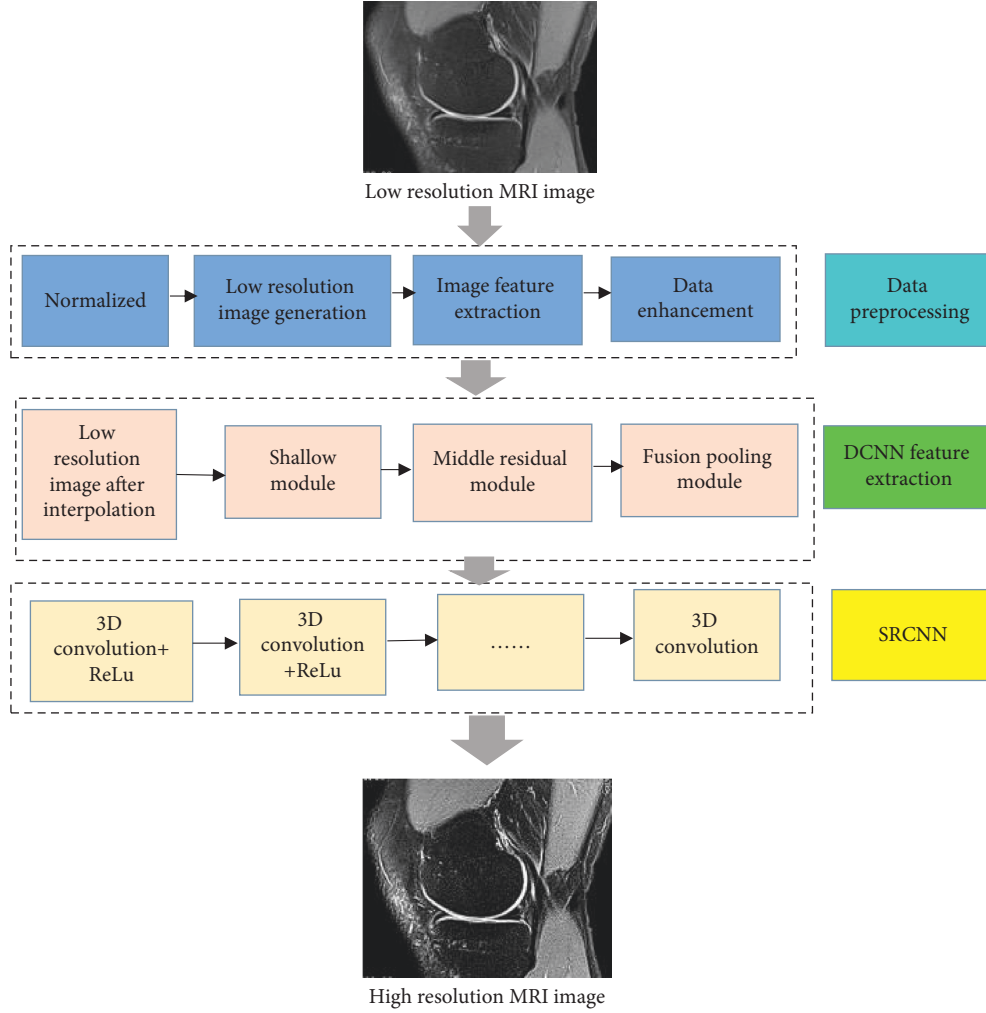 Low resolution MRI image
Normalized
Low resolution
image generation
Image feature
extraction
Data
enhancement
Data
preprocessing
Low
resolution
image after
interpolation
Shallow
module
Middle residual
module
Fusion pooling
module
DCNN feature
extraction
3D
convolution+
ReLu
3D
convolution
+ReLu
......
3D
convolution
SRCNN
High resolution MRI image